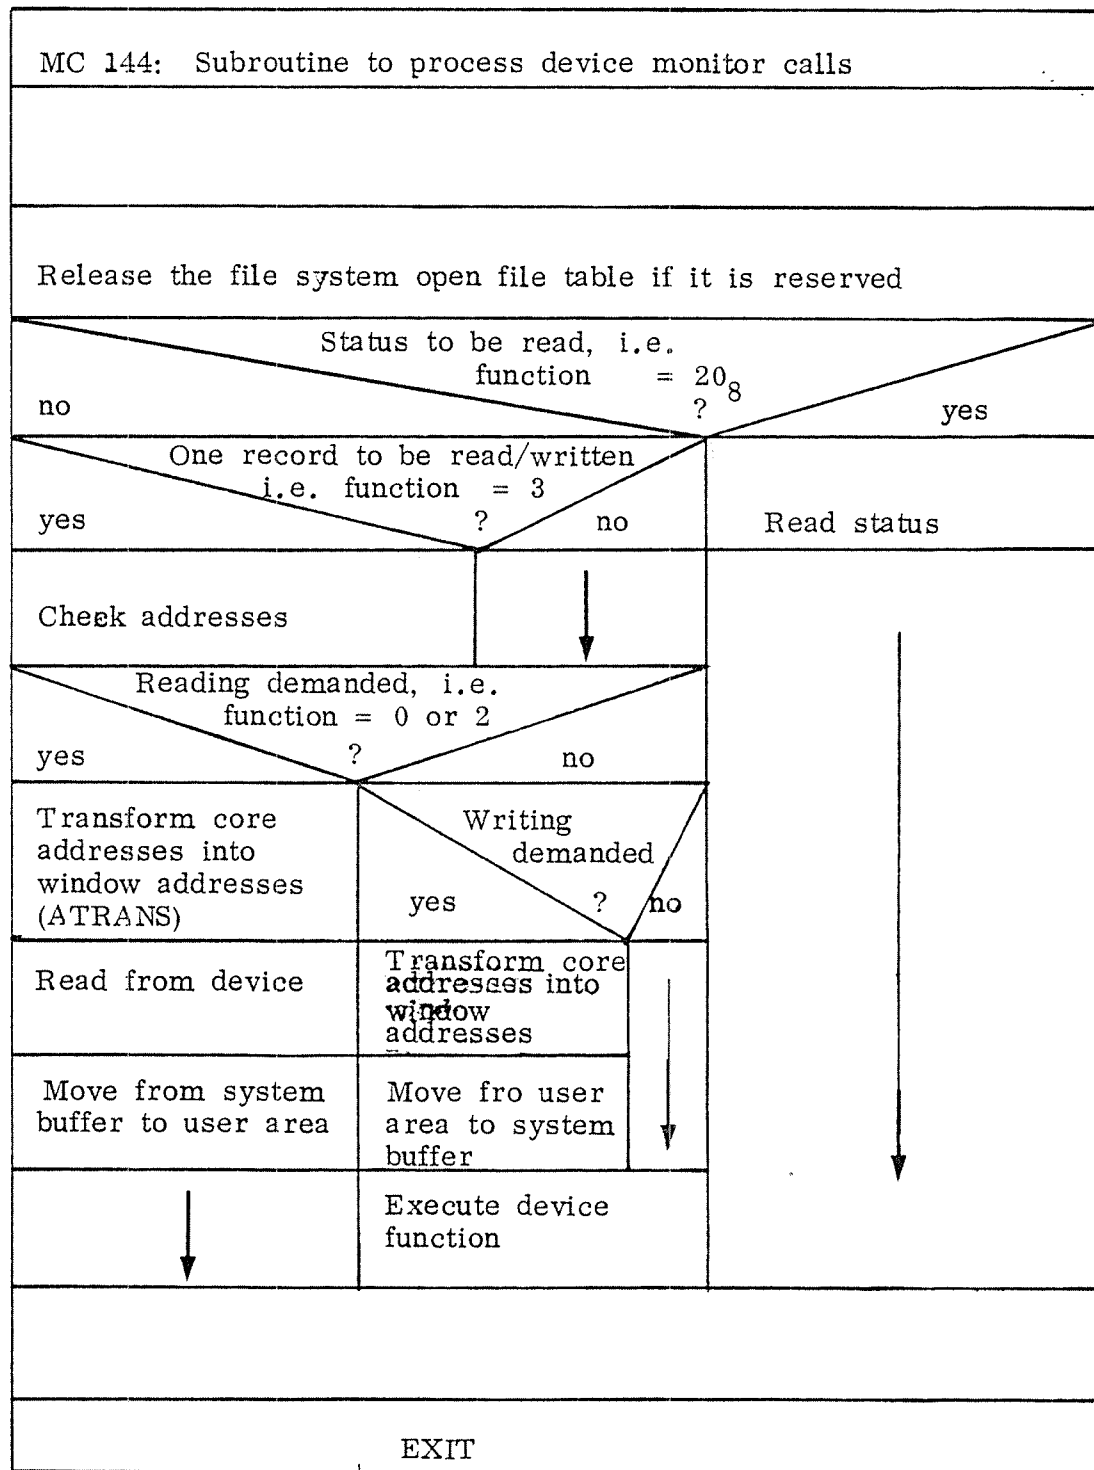 MC 144: Subroutine to process device monitor calls
Release the file system open file table if it is reserved
Status to be read, i.e.
function = 20₈
no ? yes
One record to be read/written
i.e. function = 3
yes ? no Read status
Check addresses
Reading demanded, i.e.
function = 0 or 2
yes ? no
Transform core
addresses into
window addresses
(ATRANS)
Writing
demanded
yes ? no
Read from device
Transform core
addresses into
window
addresses
Move from system
buffer to user area
Move fro user
area to system
buffer
Execute device
function
EXIT